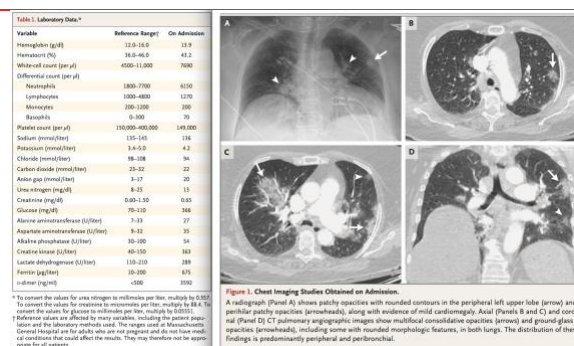 Table 1. Laboratory Data.*
Variable Reference Range† On Admission
Hemoglobin (g/dl) 12.0–16.0 13.9
Hematocrit (%) 36.0–46.0 43.2
White-cell count (per μl) 4500–11,000 7690
Differential count (per μl)
Neutrophils 1800–7700 6150
Lymphocytes 1000–4800 1270
Monocytes 200–1200 200
Basophils 0–300 70
Platelet count (per μl) 150,000–400,000 149,000
Sodium (mmol/liter) 135–145 136
Potassium (mmol/liter) 3.4–5.0 4.2
Chloride (mmol/liter) 98–108 94
Carbon dioxide (mmol/liter) 23–32 22
Anion gap (mmol/liter) 3–17 20
Urea nitrogen (mg/dl) 8–25 15
Creatinine (mg/dl) 0.60–1.50 0.65
Glucose (mg/dl) 70–110 366
Alanine aminotransferase (U/liter) 7–33 27
Aspartate aminotransferase (U/liter) 9–32 35
Alkaline phosphatase (U/liter) 30–100 54
Creatine kinase (U/liter) 40–150 363
Lactate dehydrogenase (U/liter) 110–210 289
Ferritin (μg/liter) 10–200 675
D-dimer (ng/ml) <500 3592
* To convert the values for urea nitrogen to millimoles per liter, multiply by 0.357.
To convert the values for creatinine to micromoles per liter, multiply by 88.4. To
convert the values for glucose to millimoles per liter, multiply by 0.05551.
† Reference values are affected by many variables, including the patient popu-
lation and the laboratory methods used. The ranges used at Massachusetts
General Hospital are for adults who are not pregnant and do not have medi-
cal conditions that could affect the results. They may therefore not be appro-
priate for all patients.
A
B
C
D
Figure 1. Chest Imaging Studies Obtained on Admission.
A radiograph (Panel A) shows patchy opacities with rounded contours in the peripheral left upper lobe (arrow) and
perihilar patchy opacities (arrowheads), along with evidence of mild cardiomegaly. Axial (Panels B and C) and coro-
nal (Panel D) CT pulmonary angiographic images show multifocal consolidative opacities (arrows) and ground-glass
opacities (arrowheads), including some with rounded morphologic features, in both lungs. The distribution of these
findings is predominantly peripheral and peribronchial.